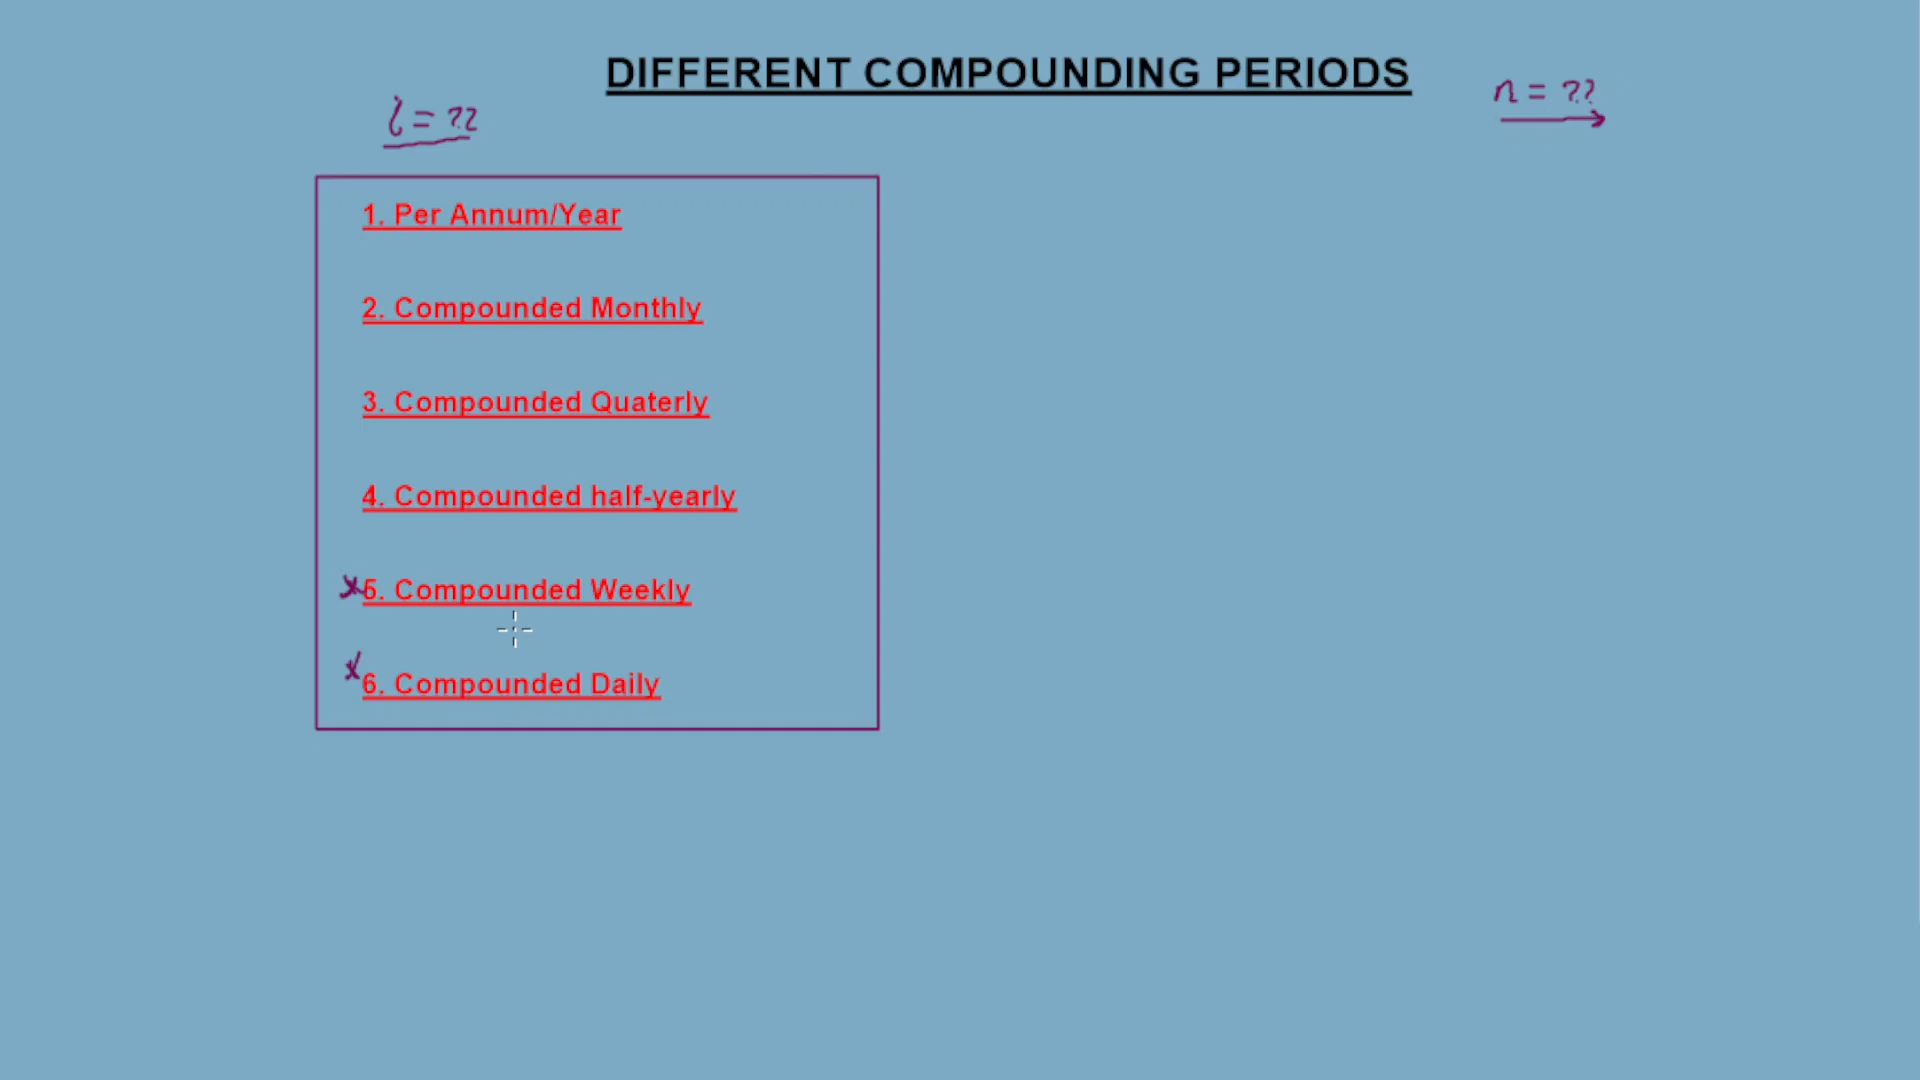 DIFFERENT COMPOUNDING PERIODS
n = ??
i = ??
1. Per Annum/Year
2. Compounded Monthly
3. Compounded Quaterly
4. Compounded half-yearly
x 5. Compounded Weekly
x 6. Compounded Daily